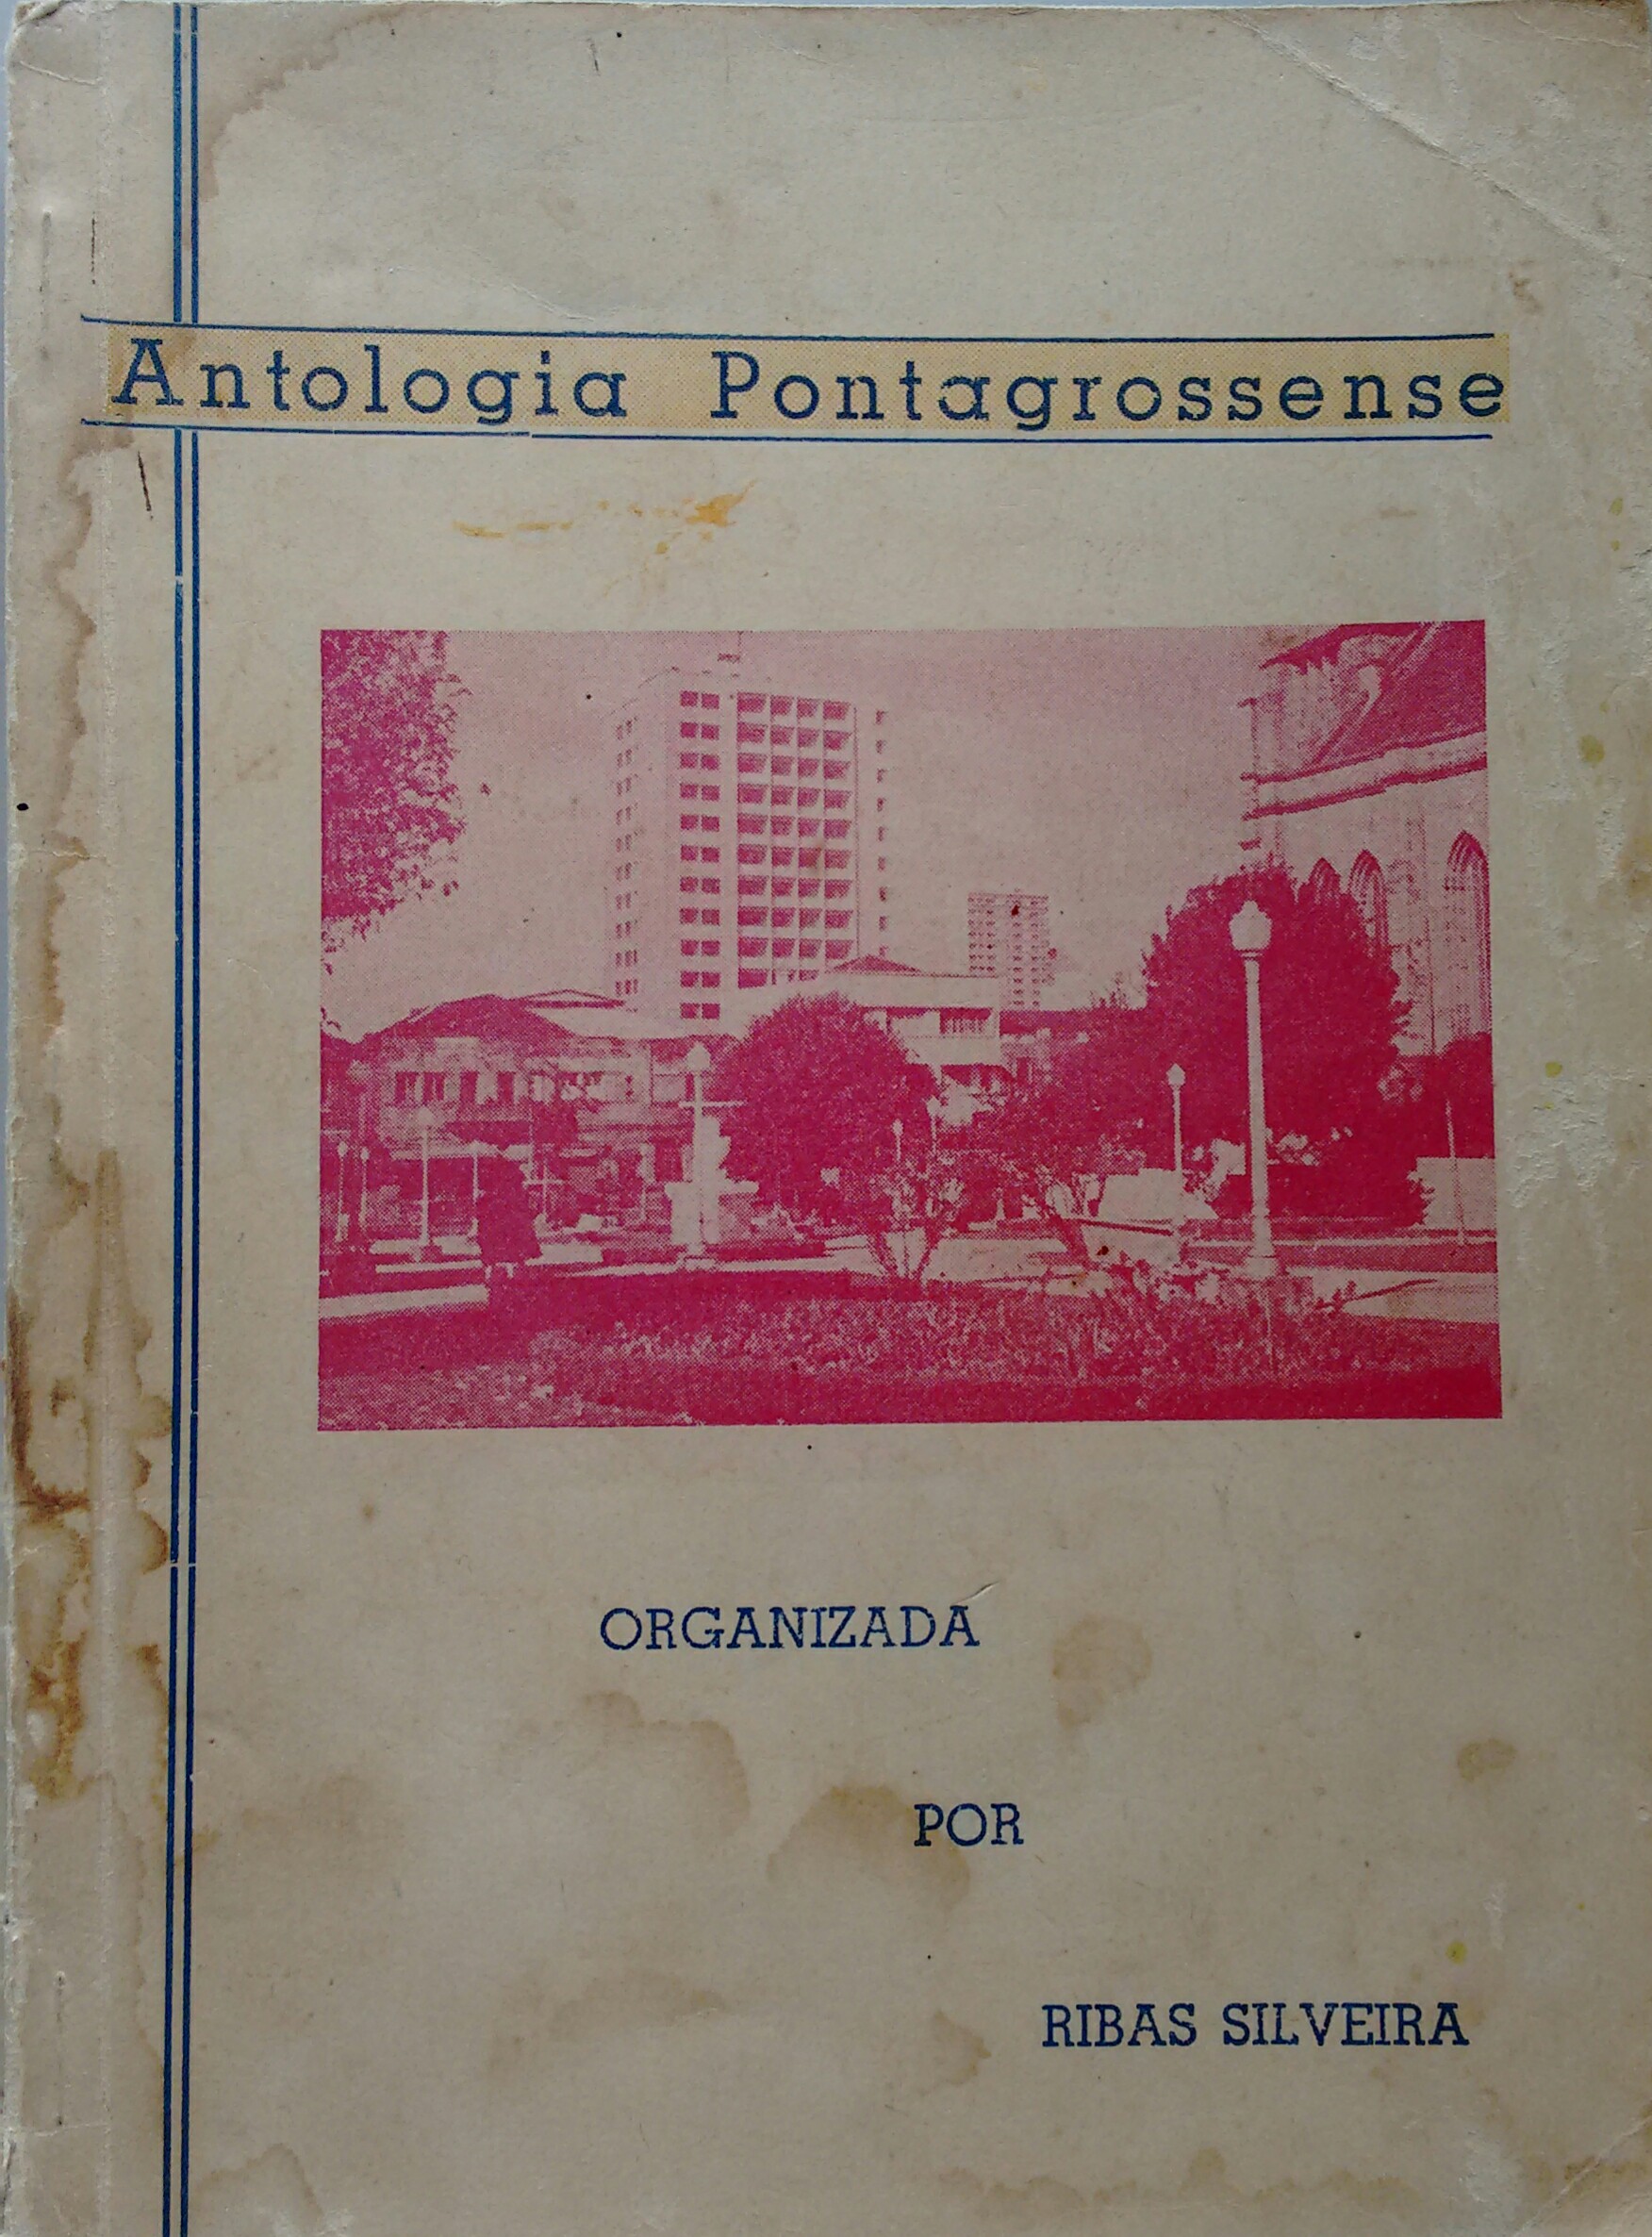 Antologia Pontagrossense
ORGANIZADA
POR
RIBAS SILVEIRA